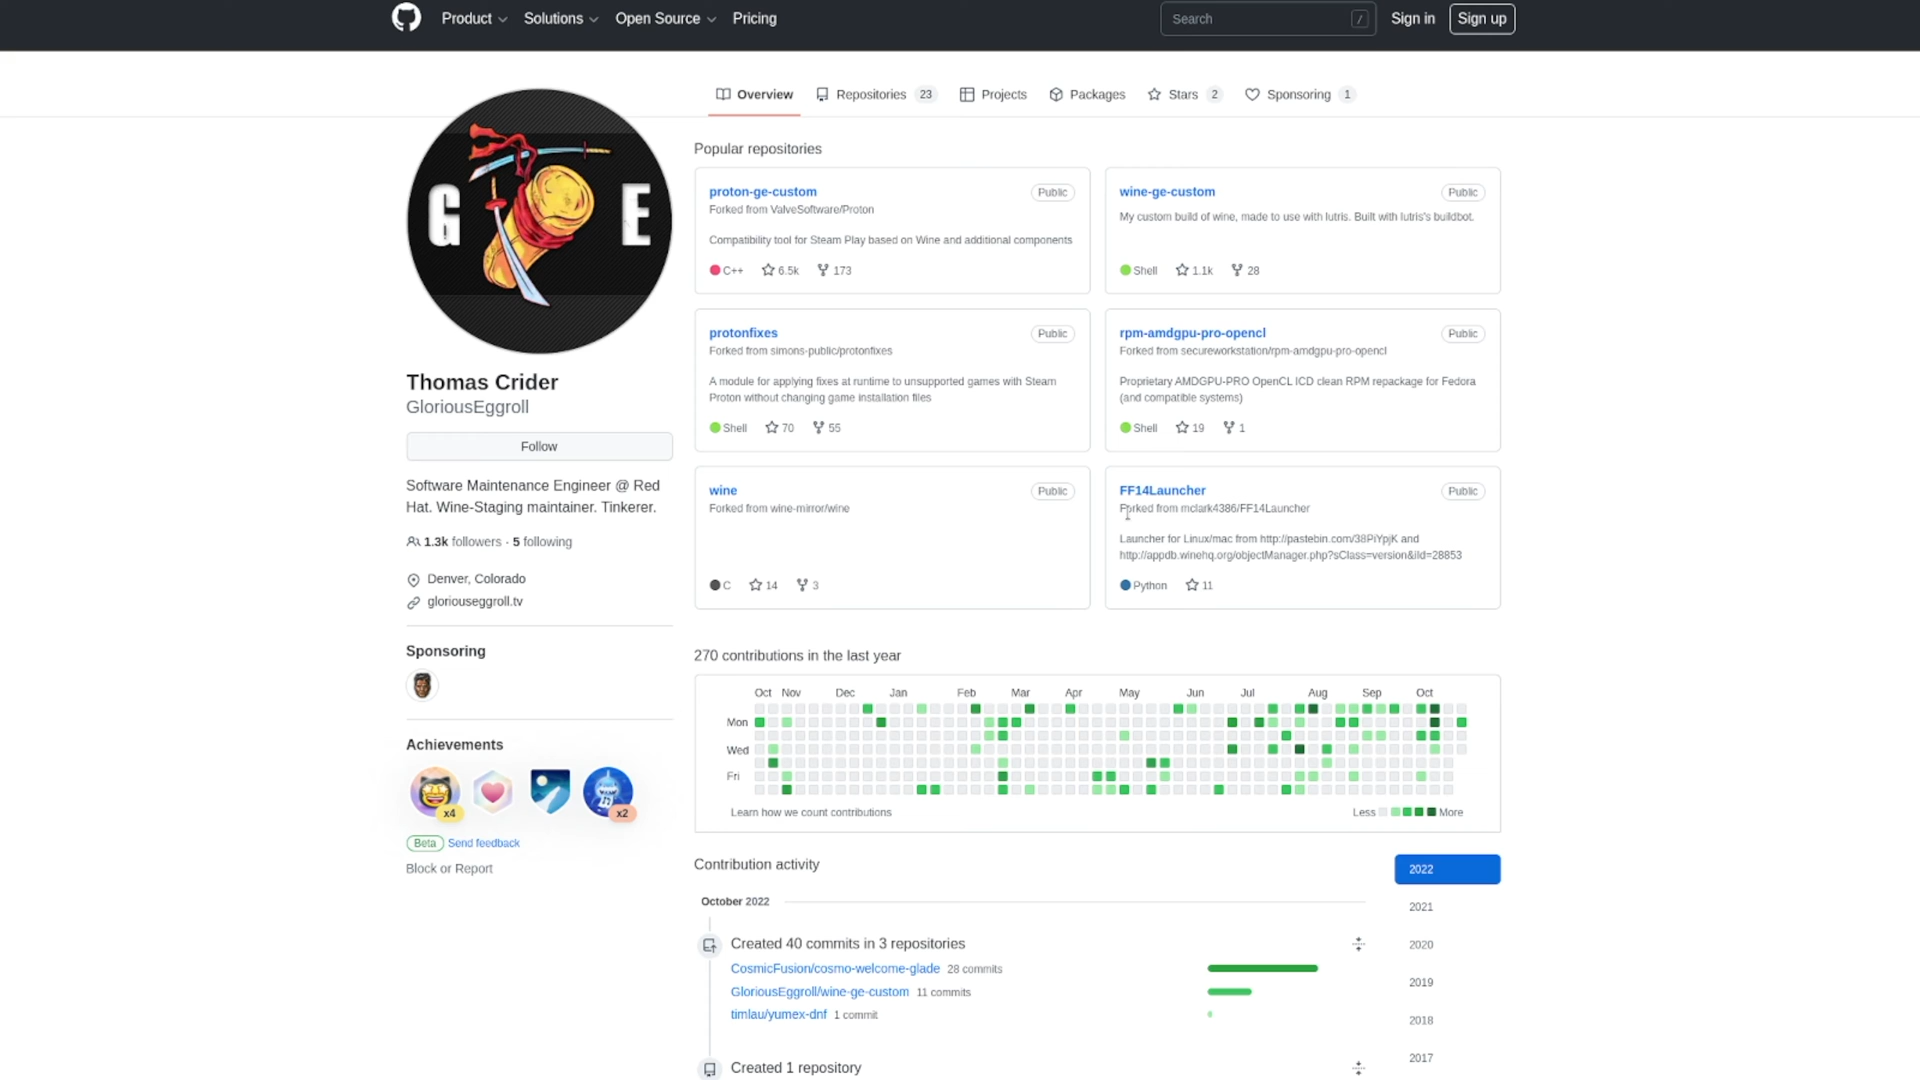 Product Solutions Open Source Pricing Search / Sign in Sign up
Overview Repositories 23 Projects Packages Stars 2 Sponsoring 1
G E
Thomas Crider
GloriousEggroll
Follow
Software Maintenance Engineer @ Red
Hat. Wine-Staging maintainer. Tinkerer.
1.3k followers · 5 following
Denver, Colorado
gloriouseggroll.tv
Sponsoring
Achievements
x4 x2
Beta Send feedback
Block or Report
Popular repositories
proton-ge-custom Public
Forked from ValveSoftware/Proton
Compatibility tool for Steam Play based on Wine and additional components
C++ 6.5k 173
wine-ge-custom Public
My custom build of wine, made to use with lutris. Built with lutris's buildbot.
Shell 1.1k 28
protonfixes Public
Forked from simons-public/protonfixes
A module for applying fixes at runtime to unsupported games with Steam
Proton without changing game installation files
Shell 70 55
rpm-amdgpu-pro-opencl Public
Forked from secureworkstation/rpm-amdgpu-pro-opencl
Proprietary AMDGPU-PRO OpenCL ICD clean RPM repackage for Fedora
(and compatible systems)
Shell 19 1
wine Public
Forked from wine-mirror/wine
C 14 3
FF14Launcher Public
Forked from mclark4386/FF14Launcher
Launcher for Linux/mac from http://pastebin.com/38PiYpjK and
http://appdb.winehq.org/objectManager.php?sClass=version&iId=28853
Python 11
270 contributions in the last year
Oct Nov Dec Jan Feb Mar Apr May Jun Jul Aug Sep Oct
Mon
Wed
Fri
Learn how we count contributions Less More
Contribution activity
October 2022
Created 40 commits in 3 repositories
CosmicFusion/cosmo-welcome-glade 28 commits
GloriousEggroll/wine-ge-custom 11 commits
timlau/yumex-dnf 1 commit
Created 1 repository
2022
2021
2020
2019
2018
2017